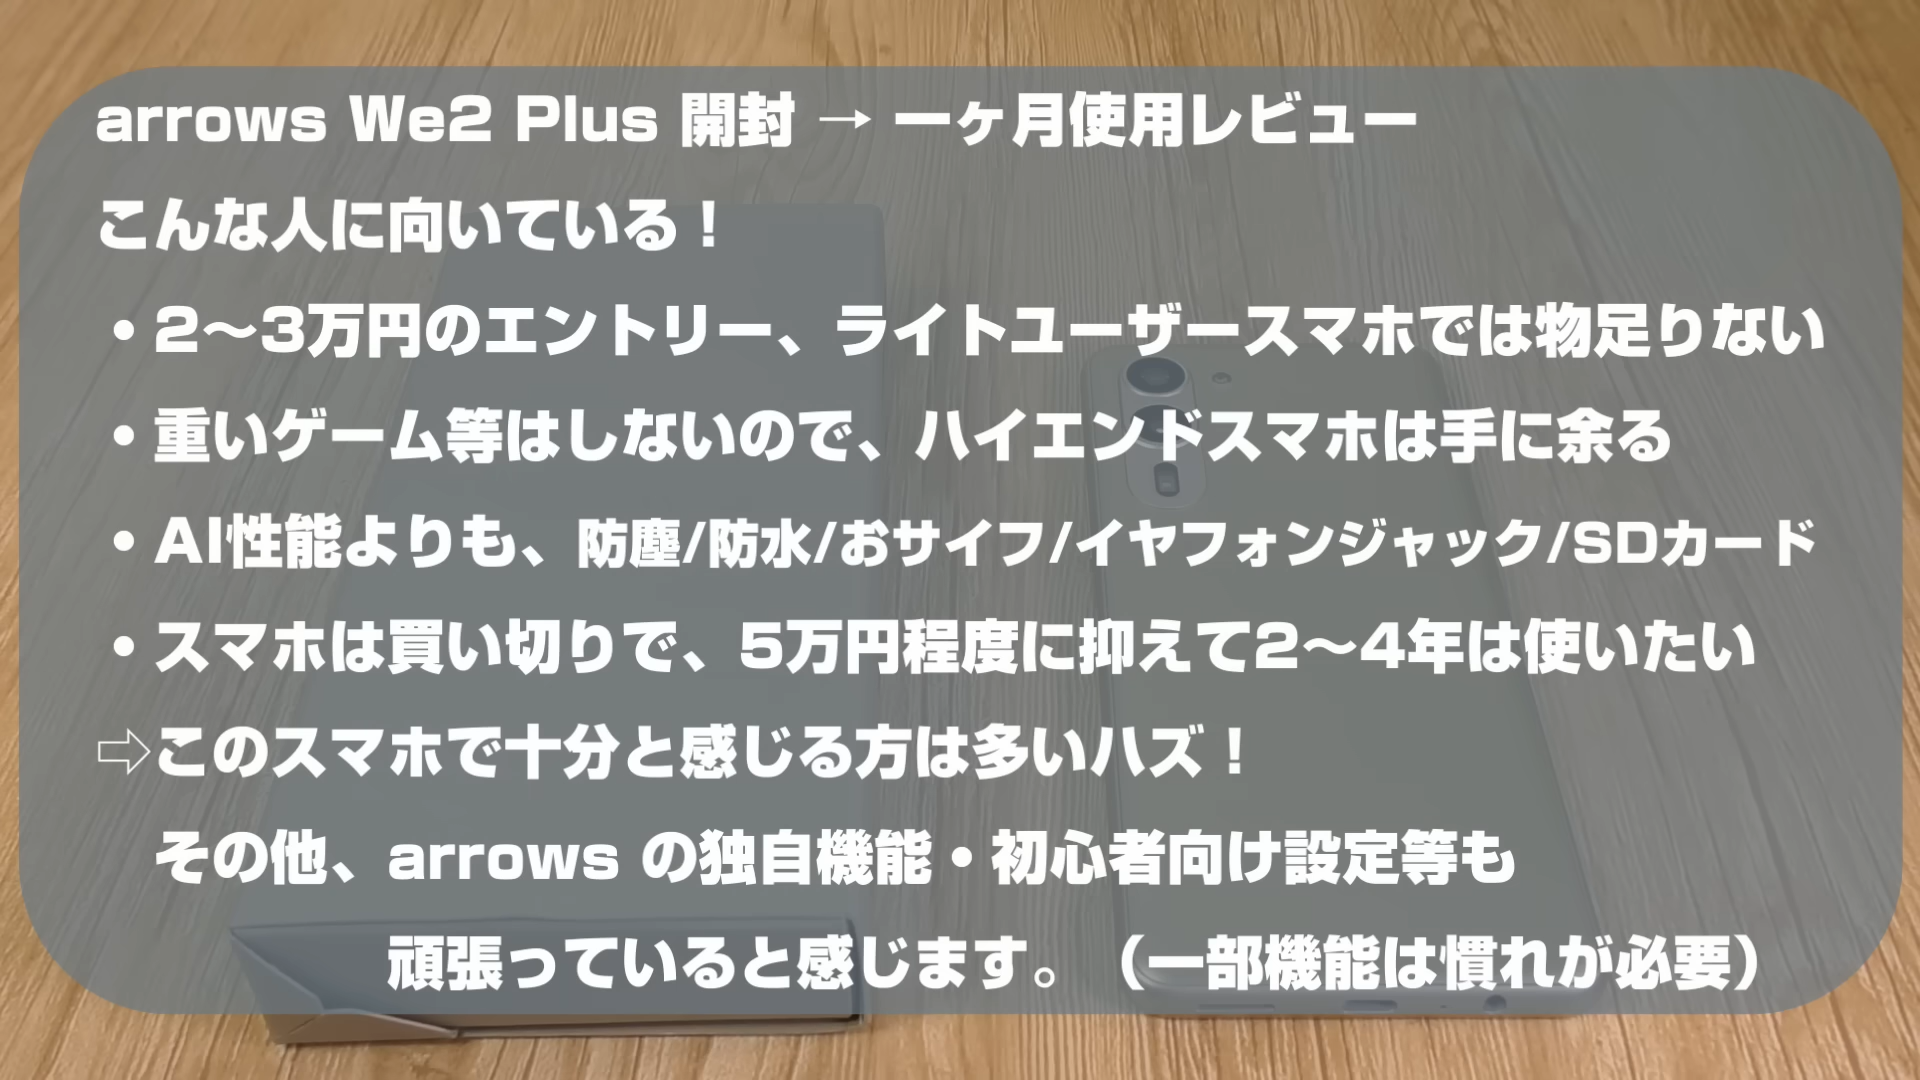 arrows We2 Plus 開封 → 一ヶ月使用レビュー
こんな人に向いている！
・2～3万円のエントリー、ライトユーザースマホでは物足りない
・重いゲーム等はしないので、ハイエンドスマホは手に余る
・AI性能よりも、防塵/防水/おサイフ/イヤフォンジャック/SDカード
・スマホは買い切りで、5万円程度に抑えて2～4年は使いたい
⇨このスマホで十分と感じる方は多いハズ！
その他、arrows の独自機能・初心者向け設定等も
頑張っていると感じます。（一部機能は慣れが必要）